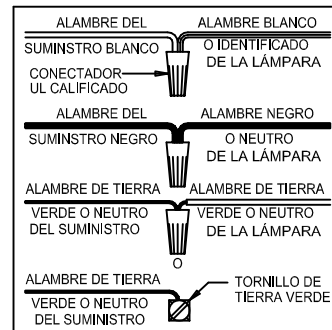 ALAMBRE DEL ALAMBRE BLANCO
SUMINSTRO BLANCO O IDENTIFICADO
DE LA LÁMPARA
CONECTADOR
UL CALIFICADO
ALAMBRE DEL ALAMBRE NEGRO
SUMINSTRO NEGRO O NEUTRO
DE LA LÁMPARA
ALAMBRE DE TIERRA ALAMBRE DE TIERRA
VERDE O NEUTRO VERDE O NEUTRO
DEL SUMINISTRO DE LA LÁMPARA
O
ALAMBRE DE TIERRA TORNILLO DE
TIERRA VERDE
VERDE O NEUTRO
DEL SUMINISTRO